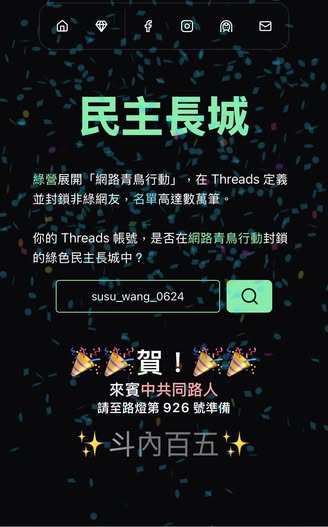 民主長城
綠營展開「網路青鳥行動」，在 Threads 定義
並封鎖非綠網友，名單高達數萬筆。
你的 Threads 帳號，是否在網路青鳥行動封鎖
的綠色民主長城中？
susu_wang_0624
🎉🎉賀！🎉🎉
來賓中共同路人
請至路燈第 926 號準備
✨斗內百五✨